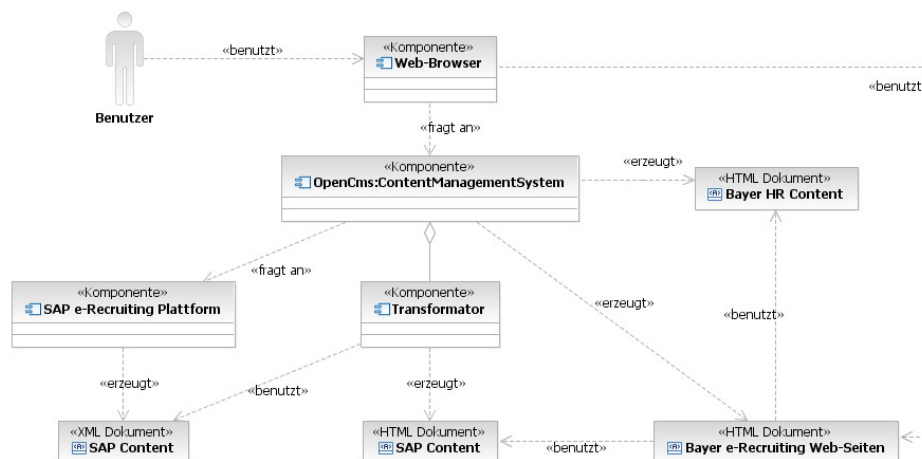 «benutzt»
«Komponente»
Web-Browser
«benutzt
Benutzer
«fragt an»
«Komponente»
OpenCms:ContentManagementSystem
«erzeugt»
«HTML Dokument»
Bayer HR Content
«fragt an»
«Komponente»
SAP e-Recruiting Plattform
«Komponente»
Transformator
«erzeugt»
«benutzt»
«erzeugt»
«benutzt»
«erzeugt»
«XML Dokument»
SAP Content
«HTML Dokument»
SAP Content
«benutzt»
«HTML Dokument»
Bayer e-Recruiting Web-Seiten